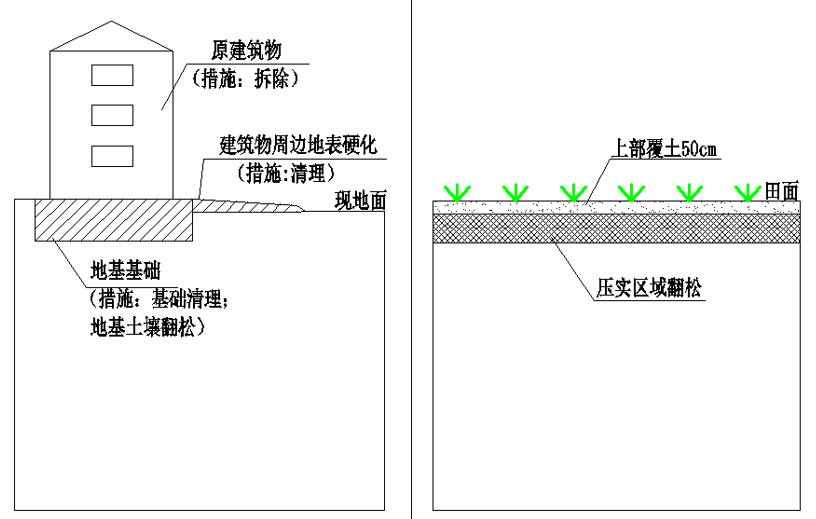 原建筑物
（措施：拆除）
建筑物周边地表硬化
（措施:清理）
现地面
地基基础
（措施：基础清理；
地基土壤翻松）
上部覆土50cm
田面
压实区域翻松